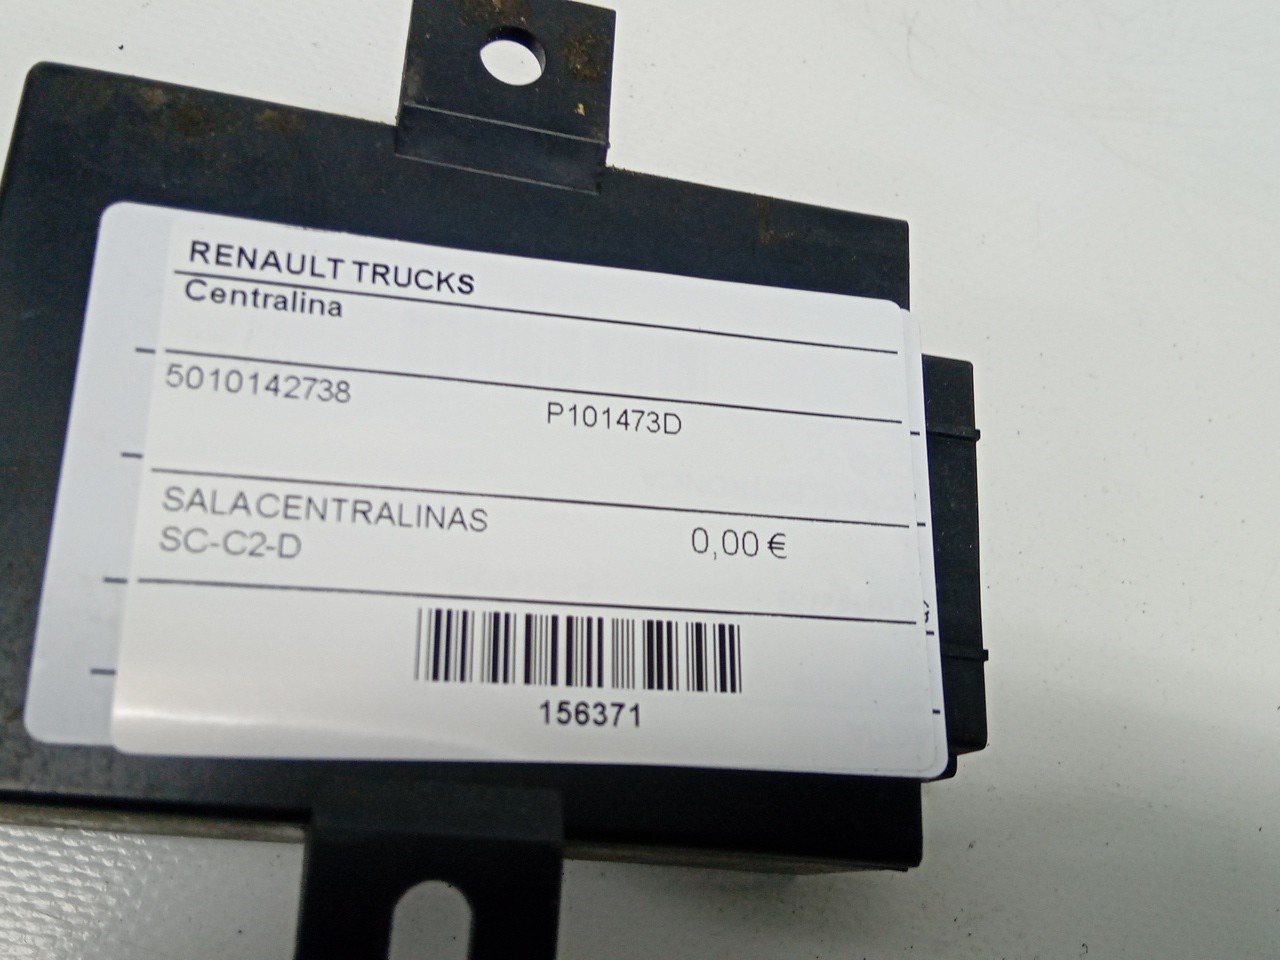 RENAULT TRUCKS
Centralina
5010142738 P101473D
SALACENTRALINAS 0,00 €
SC-C2-D
156371